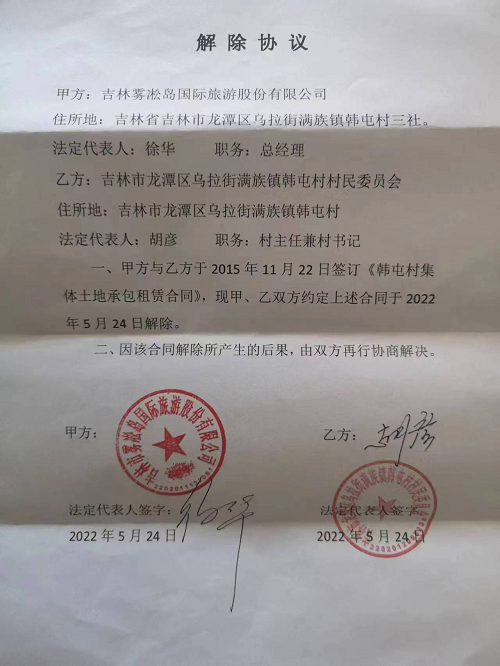 解除协议
甲方：吉林雾凇岛国际旅游股份有限公司
住所地：吉林省吉林市龙潭区乌拉街满族镇韩屯村三社。
法定代表人：徐华 职务：总经理
乙方：吉林市龙潭区乌拉街满族镇韩屯村村民委员会
住所地：吉林市龙潭区乌拉街满族镇韩屯村
法定代表人：胡彦 职务：村主任兼村书记
一、甲方与乙方于2015年11月22日签订《韩屯村集
体土地承包租赁合同》，现甲、乙双方约定上述合同于2022
年5月24日解除。
二、因该合同解除所产生的后果，由双方再行协商解决。
甲方：
吉林市雾凇岛国际旅游股份有限公司
乙方：胡彦
法定代表人签字：徐华
2022年5月24日
法定代表人签字：
2022年5月24日